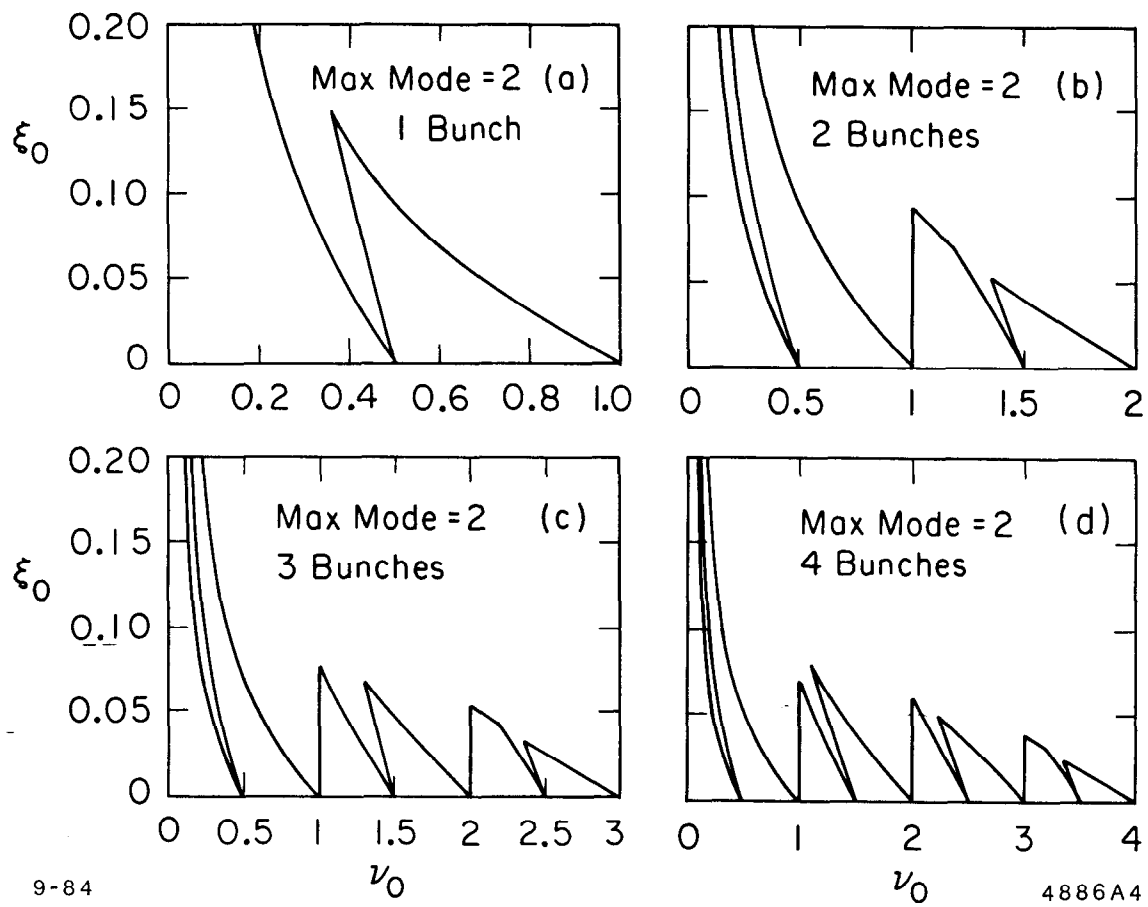 0.20
0.15
0.10
0.05
0
ξ0
Max Mode = 2 (a)
1 Bunch
0 0.2 0.4 0.6 0.8 1.0
Max Mode = 2 (b)
2 Bunches
0 0.5 1 1.5 2
0.20
0.15
0.10
0.05
0
ξ0
Max Mode = 2 (c)
3 Bunches
0 0.5 1 1.5 2 2.5 3
ν0
Max Mode = 2 (d)
4 Bunches
0 1 2 3 4
ν0
9-84
4886A4